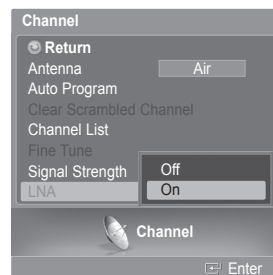 Channel
Return
Antenna Air
Auto Program
Clear Scrambled Channel
Channel List
Fine Tune
Signal Strength Off
LNA On
Channel
Enter